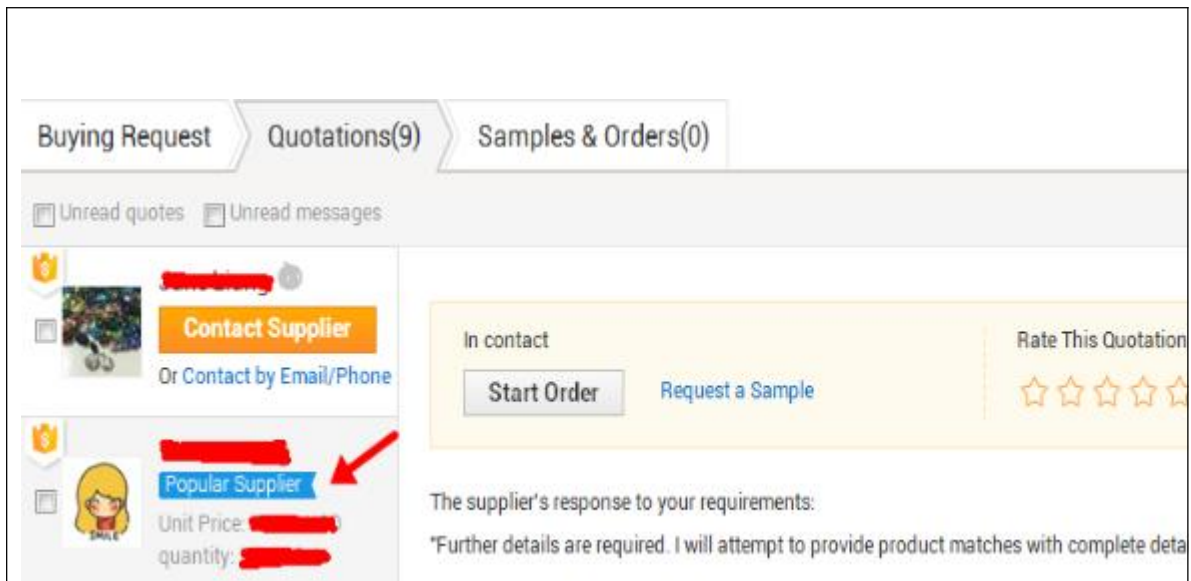 Buying Request Quotations(9) Samples & Orders(0)
Unread quotes Unread messages
Contact Supplier
Or Contact by Email/Phone
In contact
Rate This Quotation
Start Order Request a Sample
Popular Supplier
Unit Price:
quantity:
SMILE
The supplier's response to your requirements:
"Further details are required. I will attempt to provide product matches with complete deta